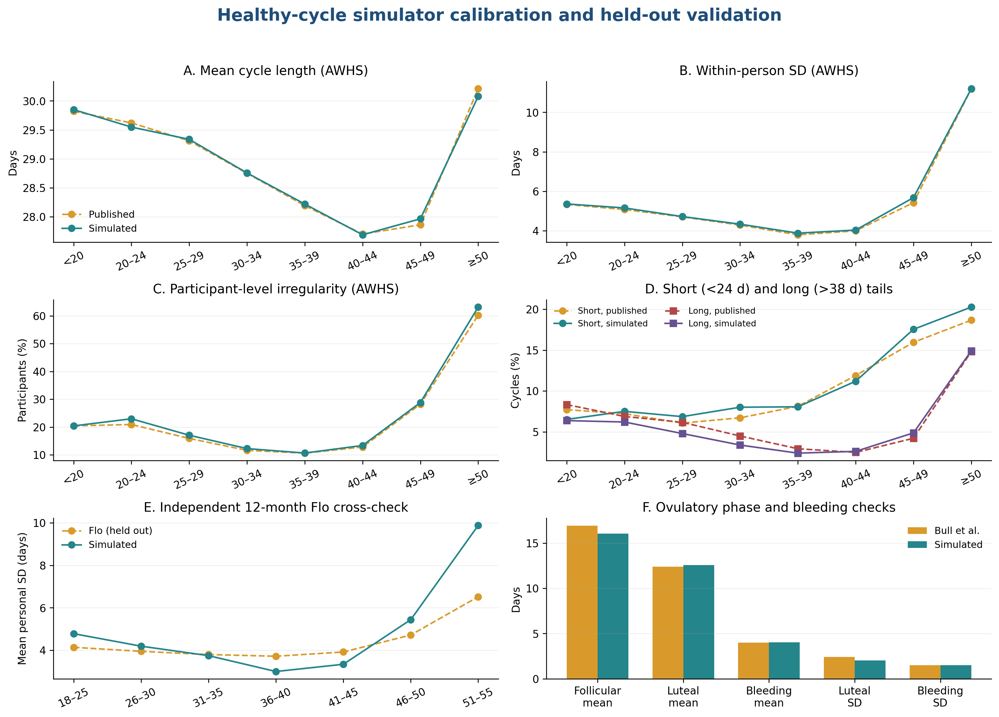 Healthy-cycle simulator calibration and held-out validation
A. Mean cycle length (AWHS)
Days
30.0
29.5
29.0
28.5
28.0
Published
Simulated
<20
20–24
25–29
30–34
35–39
40–44
45–49
≥50
B. Within-person SD (AWHS)
Days
10
8
6
4
<20
20–24
25–29
30–34
35–39
40–44
45–49
≥50
C. Participant-level irregularity (AWHS)
Participants (%)
60
50
40
30
20
10
<20
20–24
25–29
30–34
35–39
40–44
45–49
≥50
D. Short (<24 d) and long (>38 d) tails
Cycles (%)
20
15
10
5
Short, published
Short, simulated
Long, published
Long, simulated
<20
20–24
25–29
30–34
35–39
40–44
45–49
≥50
E. Independent 12-month Flo cross-check
Mean personal SD (days)
10
8
6
4
Flo (held out)
Simulated
18–25
26–30
31–35
36–40
41–45
46–50
51–55
F. Ovulatory phase and bleeding checks
Days
15
10
5
0
Bull et al.
Simulated
Follicular
mean
Luteal
mean
Bleeding
mean
Luteal
SD
Bleeding
SD